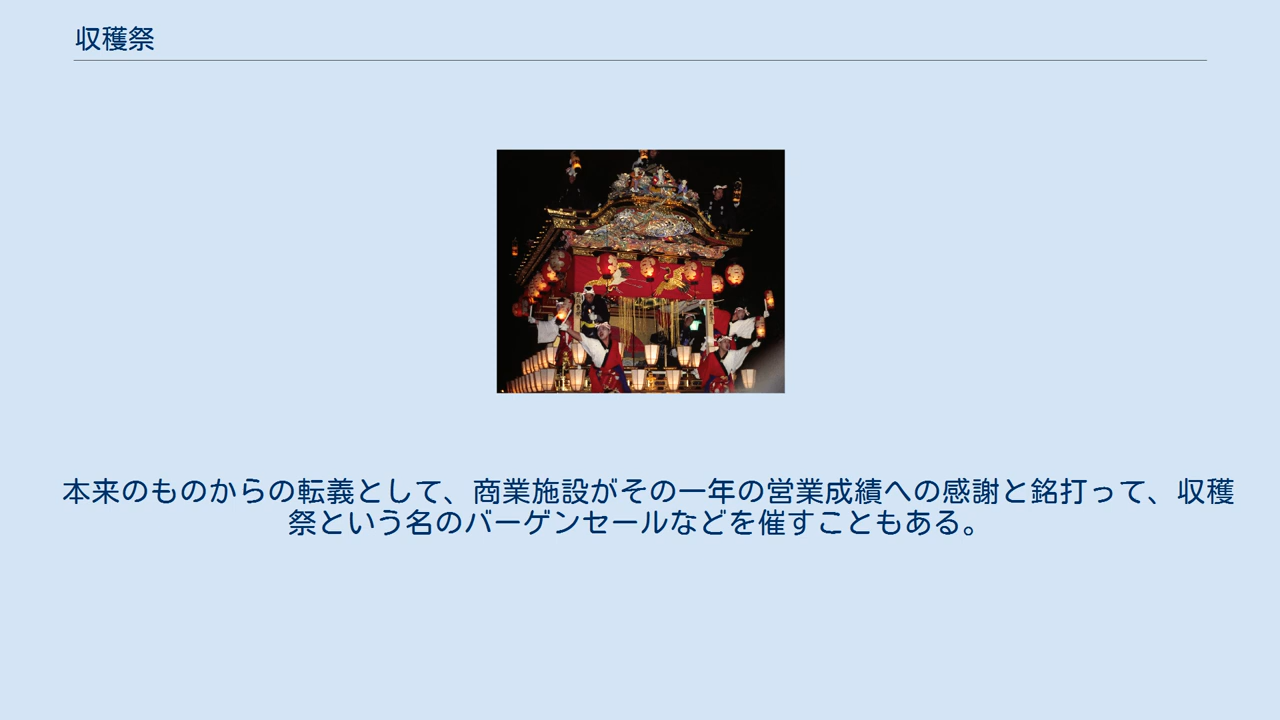 収穫祭
本来のものからの転義として、商業施設がその一年の営業成績への感謝と銘打って、収穫
祭という名のバーゲンセールなどを催すこともある。